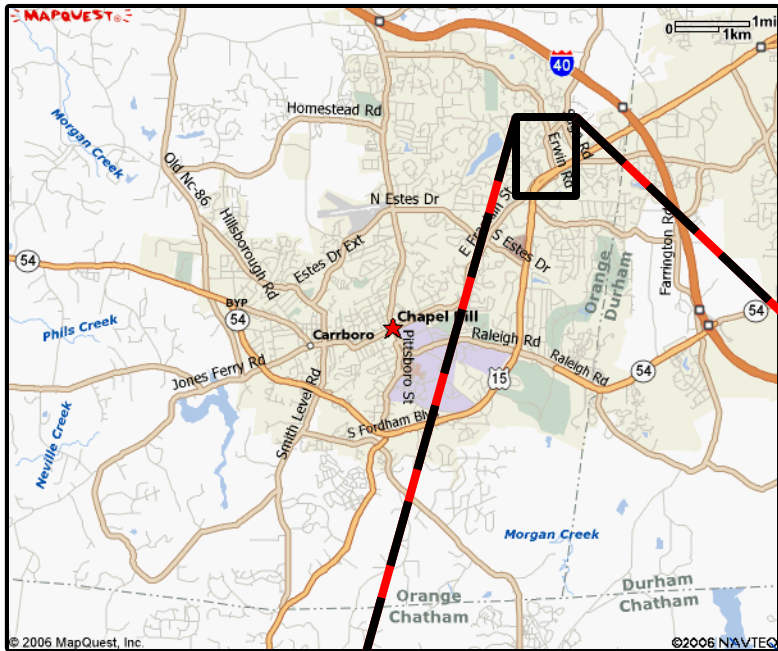 MAPQUEST
0 1mi
1km
40
Homestead Rd
Morgan Creek
Erwin Rd
Old Nc-86
N Estes Dr
Hillsborough Rd
S Estes Dr
Estes Dr Ext
Farrington Rd
54
Orange
Durham
BYP
54
54
Chapel Hill
Carrboro
Phils Creek
Raleigh Rd
Pittsboro St
Raleigh Rd
Jones Ferry Rd
15
54
Smith Level Rd
S Fordham Blvd
Neville Creek
Morgan Creek
Durham
Chatham
Orange
Chatham
© 2006 MapQuest, Inc.
©2006 NAVTEQ